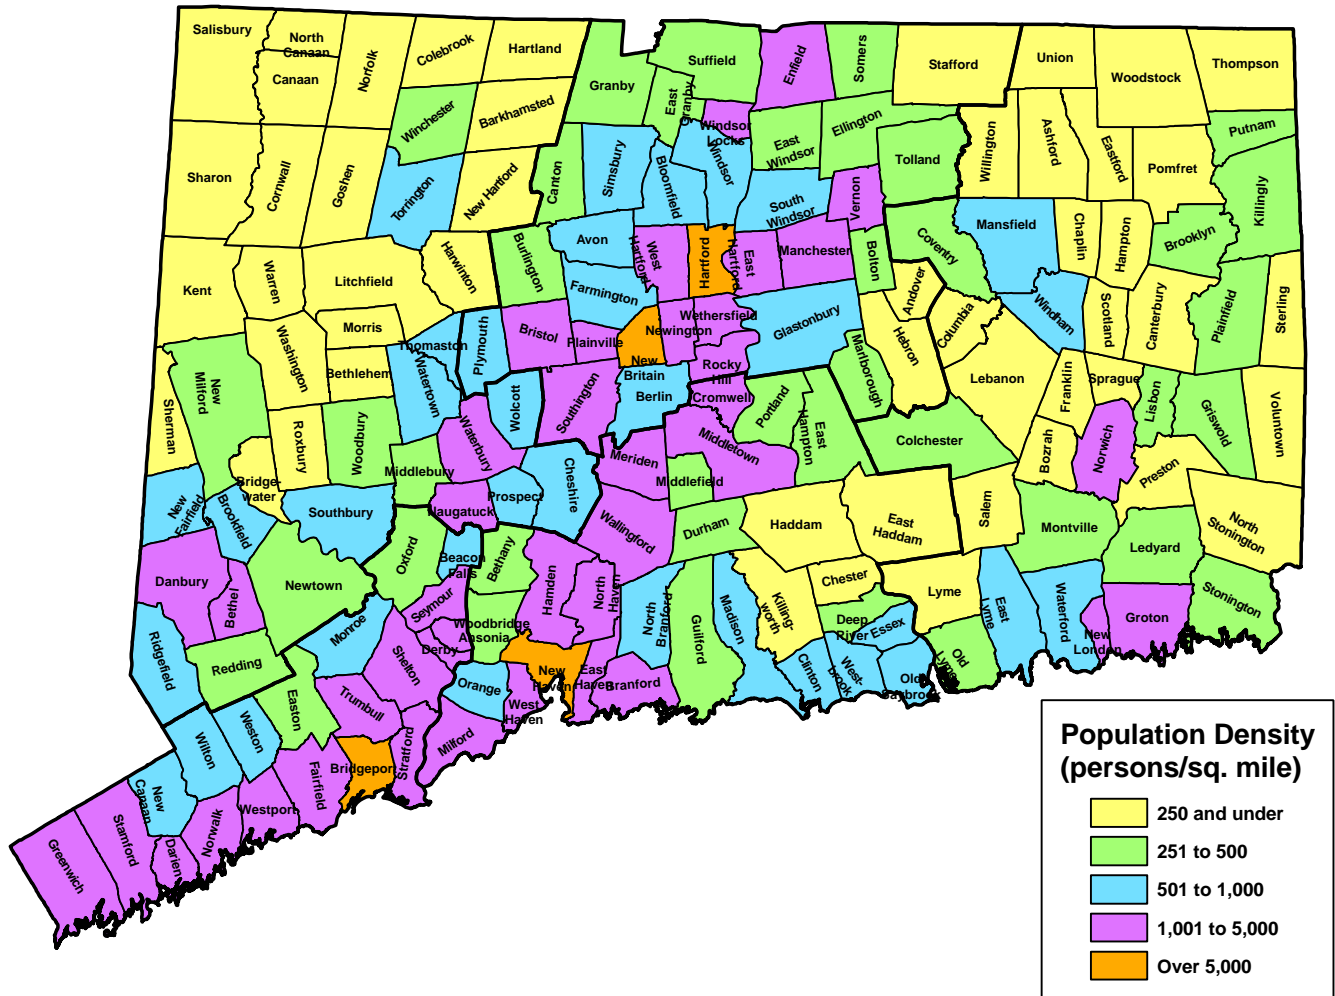 Salisbury
North
Canaan
Canaan
Norfolk
Colebrook
Hartland
Granby
Suffield
East
Granby
Enfield
Somers
Stafford
Union
Woodstock
Thompson
Winchester
Barkhamsted
Windsor
Locks
East
Windsor
Ellington
Tolland
Willington
Ashford
Eastford
Pomfret
Putnam
Killingly
Sharon
Cornwall
Goshen
Torrington
New Hartford
Canton
Simsbury
Bloomfield
Windsor
South
Windsor
Vernon
Mansfield
Chaplin
Hampton
Brooklyn
Kent
Warren
Litchfield
Harwinton
Burlington
Avon
West
Hartford
Hartford
East
Hartford
Manchester
Bolton
Coventry
Andover
Columbia
Windham
Scotland
Canterbury
Plainfield
Sterling
Farmington
Morris
Washington
Bethlehem
Thomaston
Watertown
Plymouth
Bristol
Plainville
New
Britain
Newington
Wethersfield
Rocky
Hill
Glastonbury
Marlborough
Hebron
Lebanon
Franklin
Sprague
Lisbon
Griswold
Voluntown
Sherman
New
Milford
Roxbury
Woodbury
Wolcott
Southington
Berlin
Cromwell
Portland
East
Hampton
Colchester
Bozrah
Norwich
Preston
North
Stonington
Bridge-
water
Middlebury
Waterbury
Naugatuck
Prospect
Cheshire
Meriden
Middletown
Middlefield
Wallingford
Durham
Haddam
East
Haddam
Salem
Montville
Ledyard
Stonington
New
Fairfield
Brookfield
Southbury
Danbury
Bethel
Newtown
Oxford
Beacon
Falls
Bethany
Hamden
North
Haven
North
Branford
Guilford
Madison
Killing-
worth
Chester
Deep
River
Essex
Lyme
East
Lyme
Waterford
New
London
Groton
Ridgefield
Redding
Monroe
Seymour
Woodbridge
Ansonia
Derby
Shelton
Easton
Trumbull
Orange
New
Haven
East
Haven
Branford
West
Haven
Clinton
West-
brook
Old
Saybrook
Old
Lyme
Wilton
Weston
Fairfield
Bridgeport
Stratford
Milford
New
Canaan
Westport
Norwalk
Darien
Stamford
Greenwich
Population Density
(persons/sq. mile)
250 and under
251 to 500
501 to 1,000
1,001 to 5,000
Over 5,000